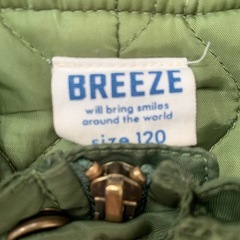 BREEZE
will bring smiles
around the world
size 120